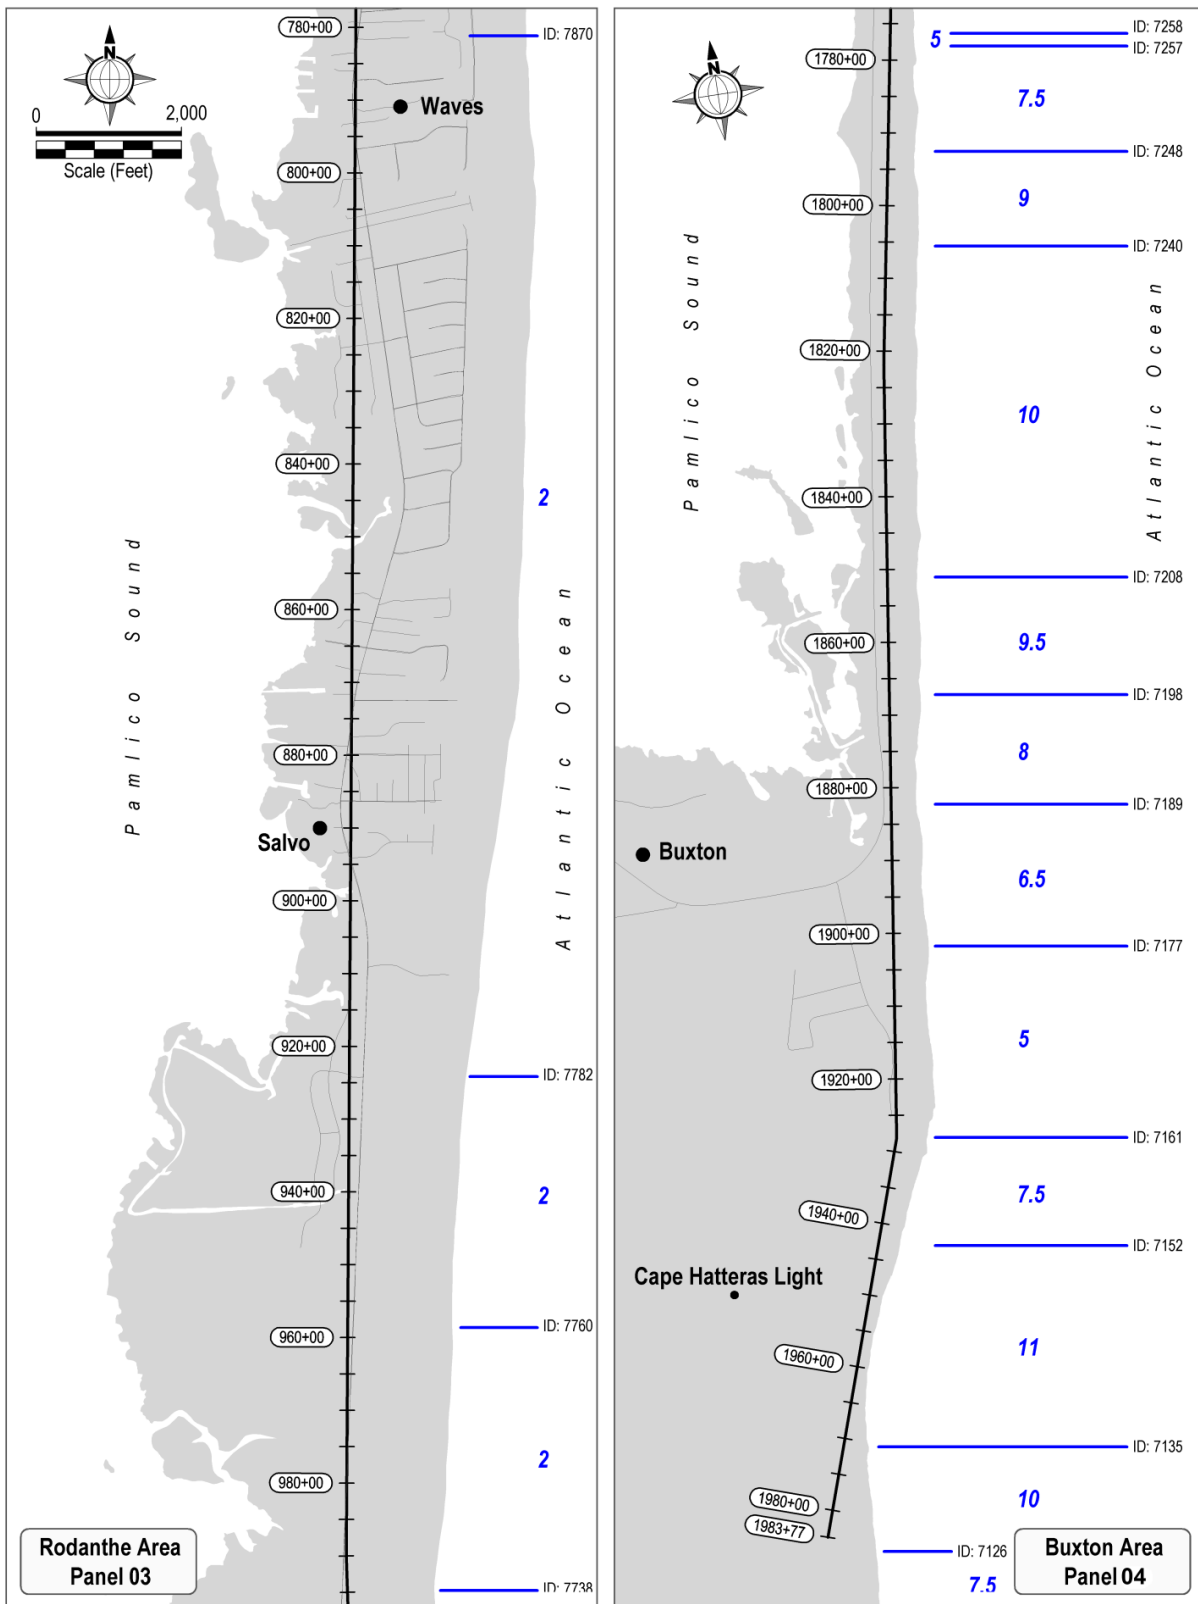 780+00
ID: 7870
N
0 2,000
Scale (Feet)
Waves
800+00
820+00
840+00
2
Pamlico Sound
860+00
Atlantic Ocean
880+00
Salvo
900+00
920+00
ID: 7782
940+00
2
ID: 7760
960+00
2
980+00
Rodanthe Area
Panel 03
ID: 7738
ID: 7258
5
ID: 7257
N
1780+00
7.5
ID: 7248
9
1800+00
ID: 7240
Pamlico Sound
Atlantic Ocean
1820+00
10
1840+00
ID: 7208
1860+00
9.5
ID: 7198
8
1880+00
ID: 7189
Buxton
6.5
1900+00
ID: 7177
5
1920+00
ID: 7161
7.5
1940+00
ID: 7152
Cape Hatteras Light
11
1960+00
ID: 7135
10
1980+00
1983+77
ID: 7126
7.5
Buxton Area
Panel 04